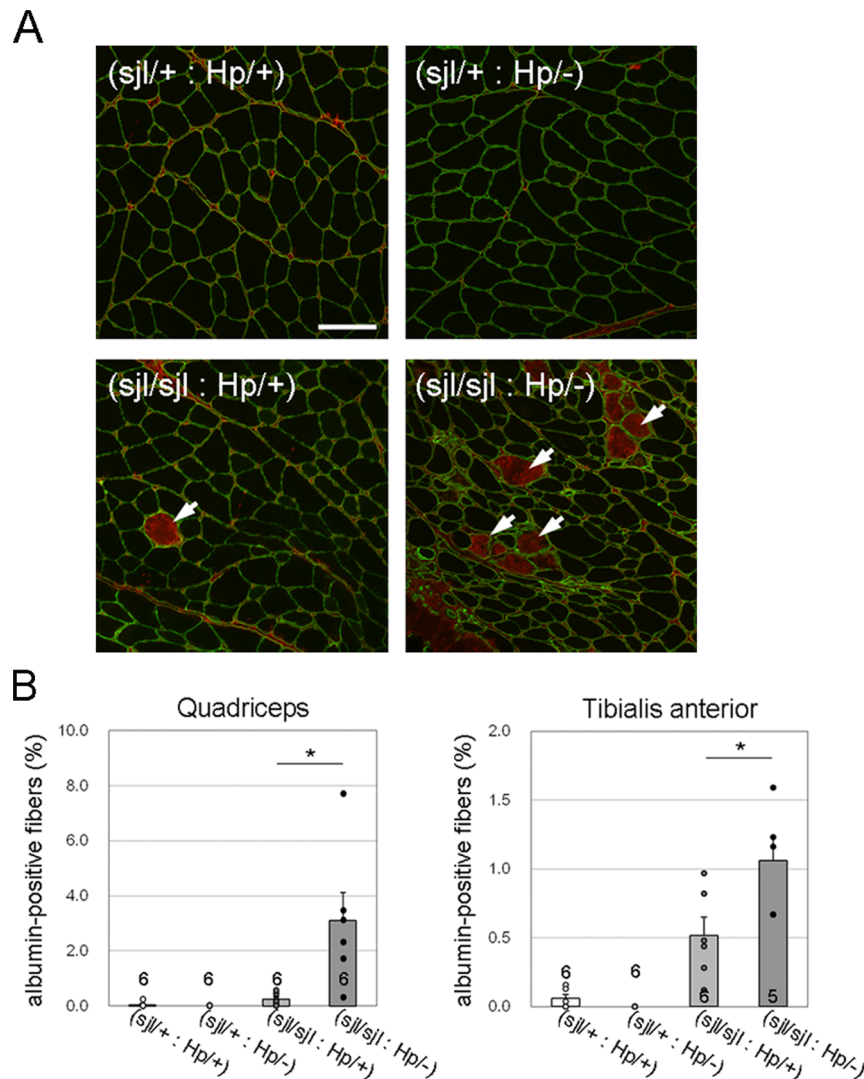 A
(sjl/+ : Hp/+)
(sjl/+ : Hp/-)
(sjl/sjl : Hp/+)
(sjl/sjl : Hp/-)
B
Quadriceps
albumin-positive fibers (%)
10.0
8.0
6.0
4.0
2.0
0.0
*
6
6
6
6
(sjl/+ : Hp/+)
(sjl/+ : Hp/-)
(sjl/sjl : Hp/+)
(sjl/sjl : Hp/-)
Tibialis anterior
albumin-positive fibers (%)
2.0
1.5
1.0
0.5
0.0
*
6
6
6
5
(sjl/+ : Hp/+)
(sjl/+ : Hp/-)
(sjl/sjl : Hp/+)
(sjl/sjl : Hp/-)